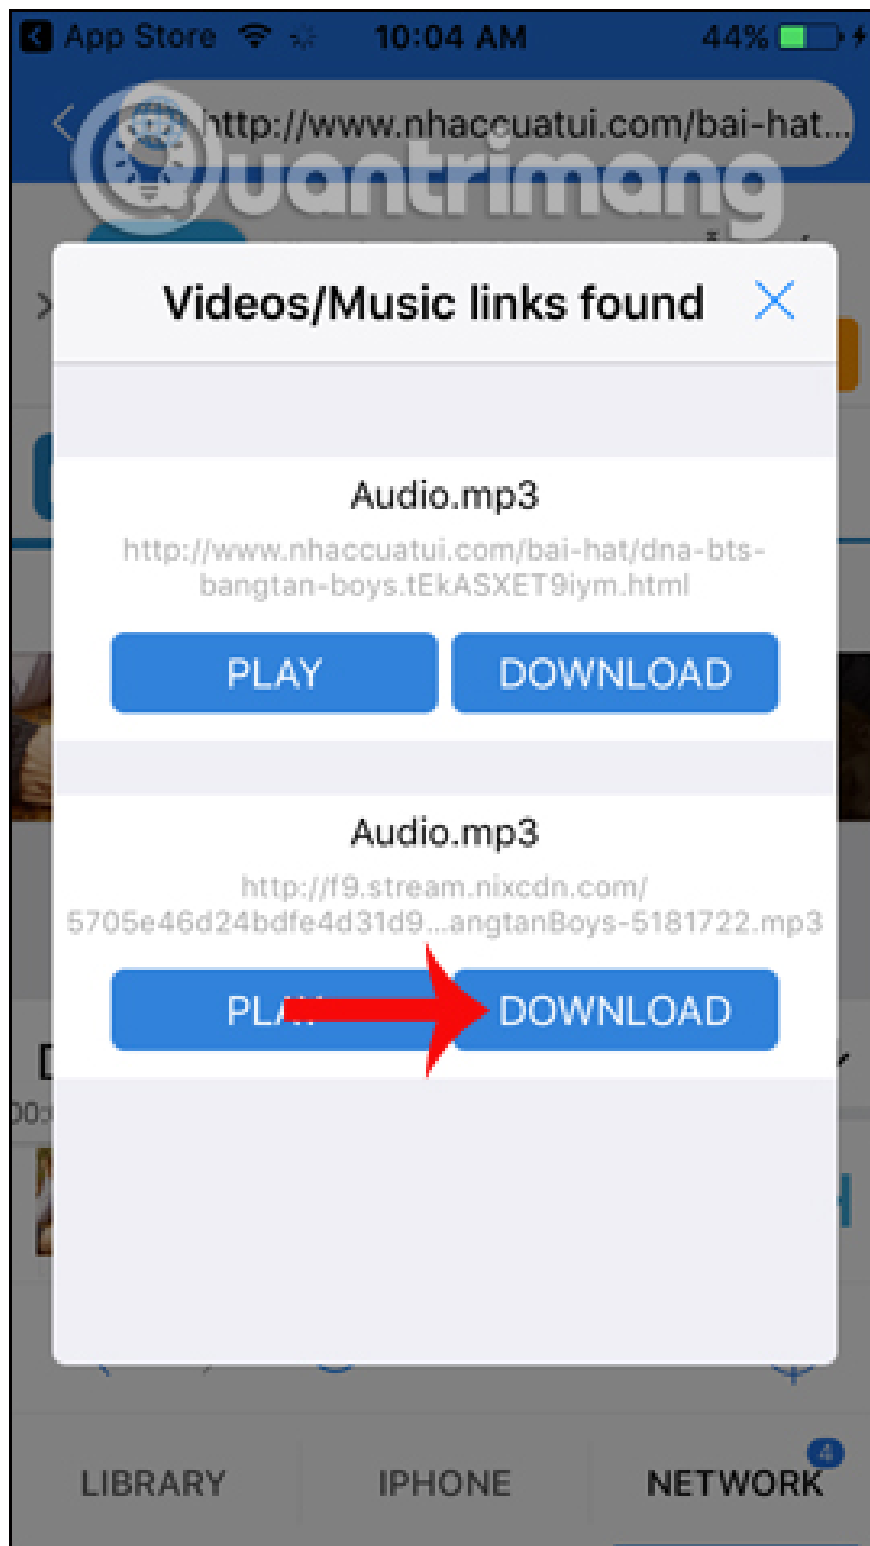 App Store 10:04 AM 44%
http://www.nhaccuatui.com/bai-hat...
Quantrimang
Videos/Music links found
Audio.mp3
http://www.nhaccuatui.com/bai-hat/dna-bts-
bangtan-boys.tEkASXET9iym.html
PLAY DOWNLOAD
Audio.mp3
http://f9.stream.nixcdn.com/
5705e46d24bdfe4d31d9...angtanBoys-5181722.mp3
PLAY DOWNLOAD
LIBRARY IPHONE NETWORK 4